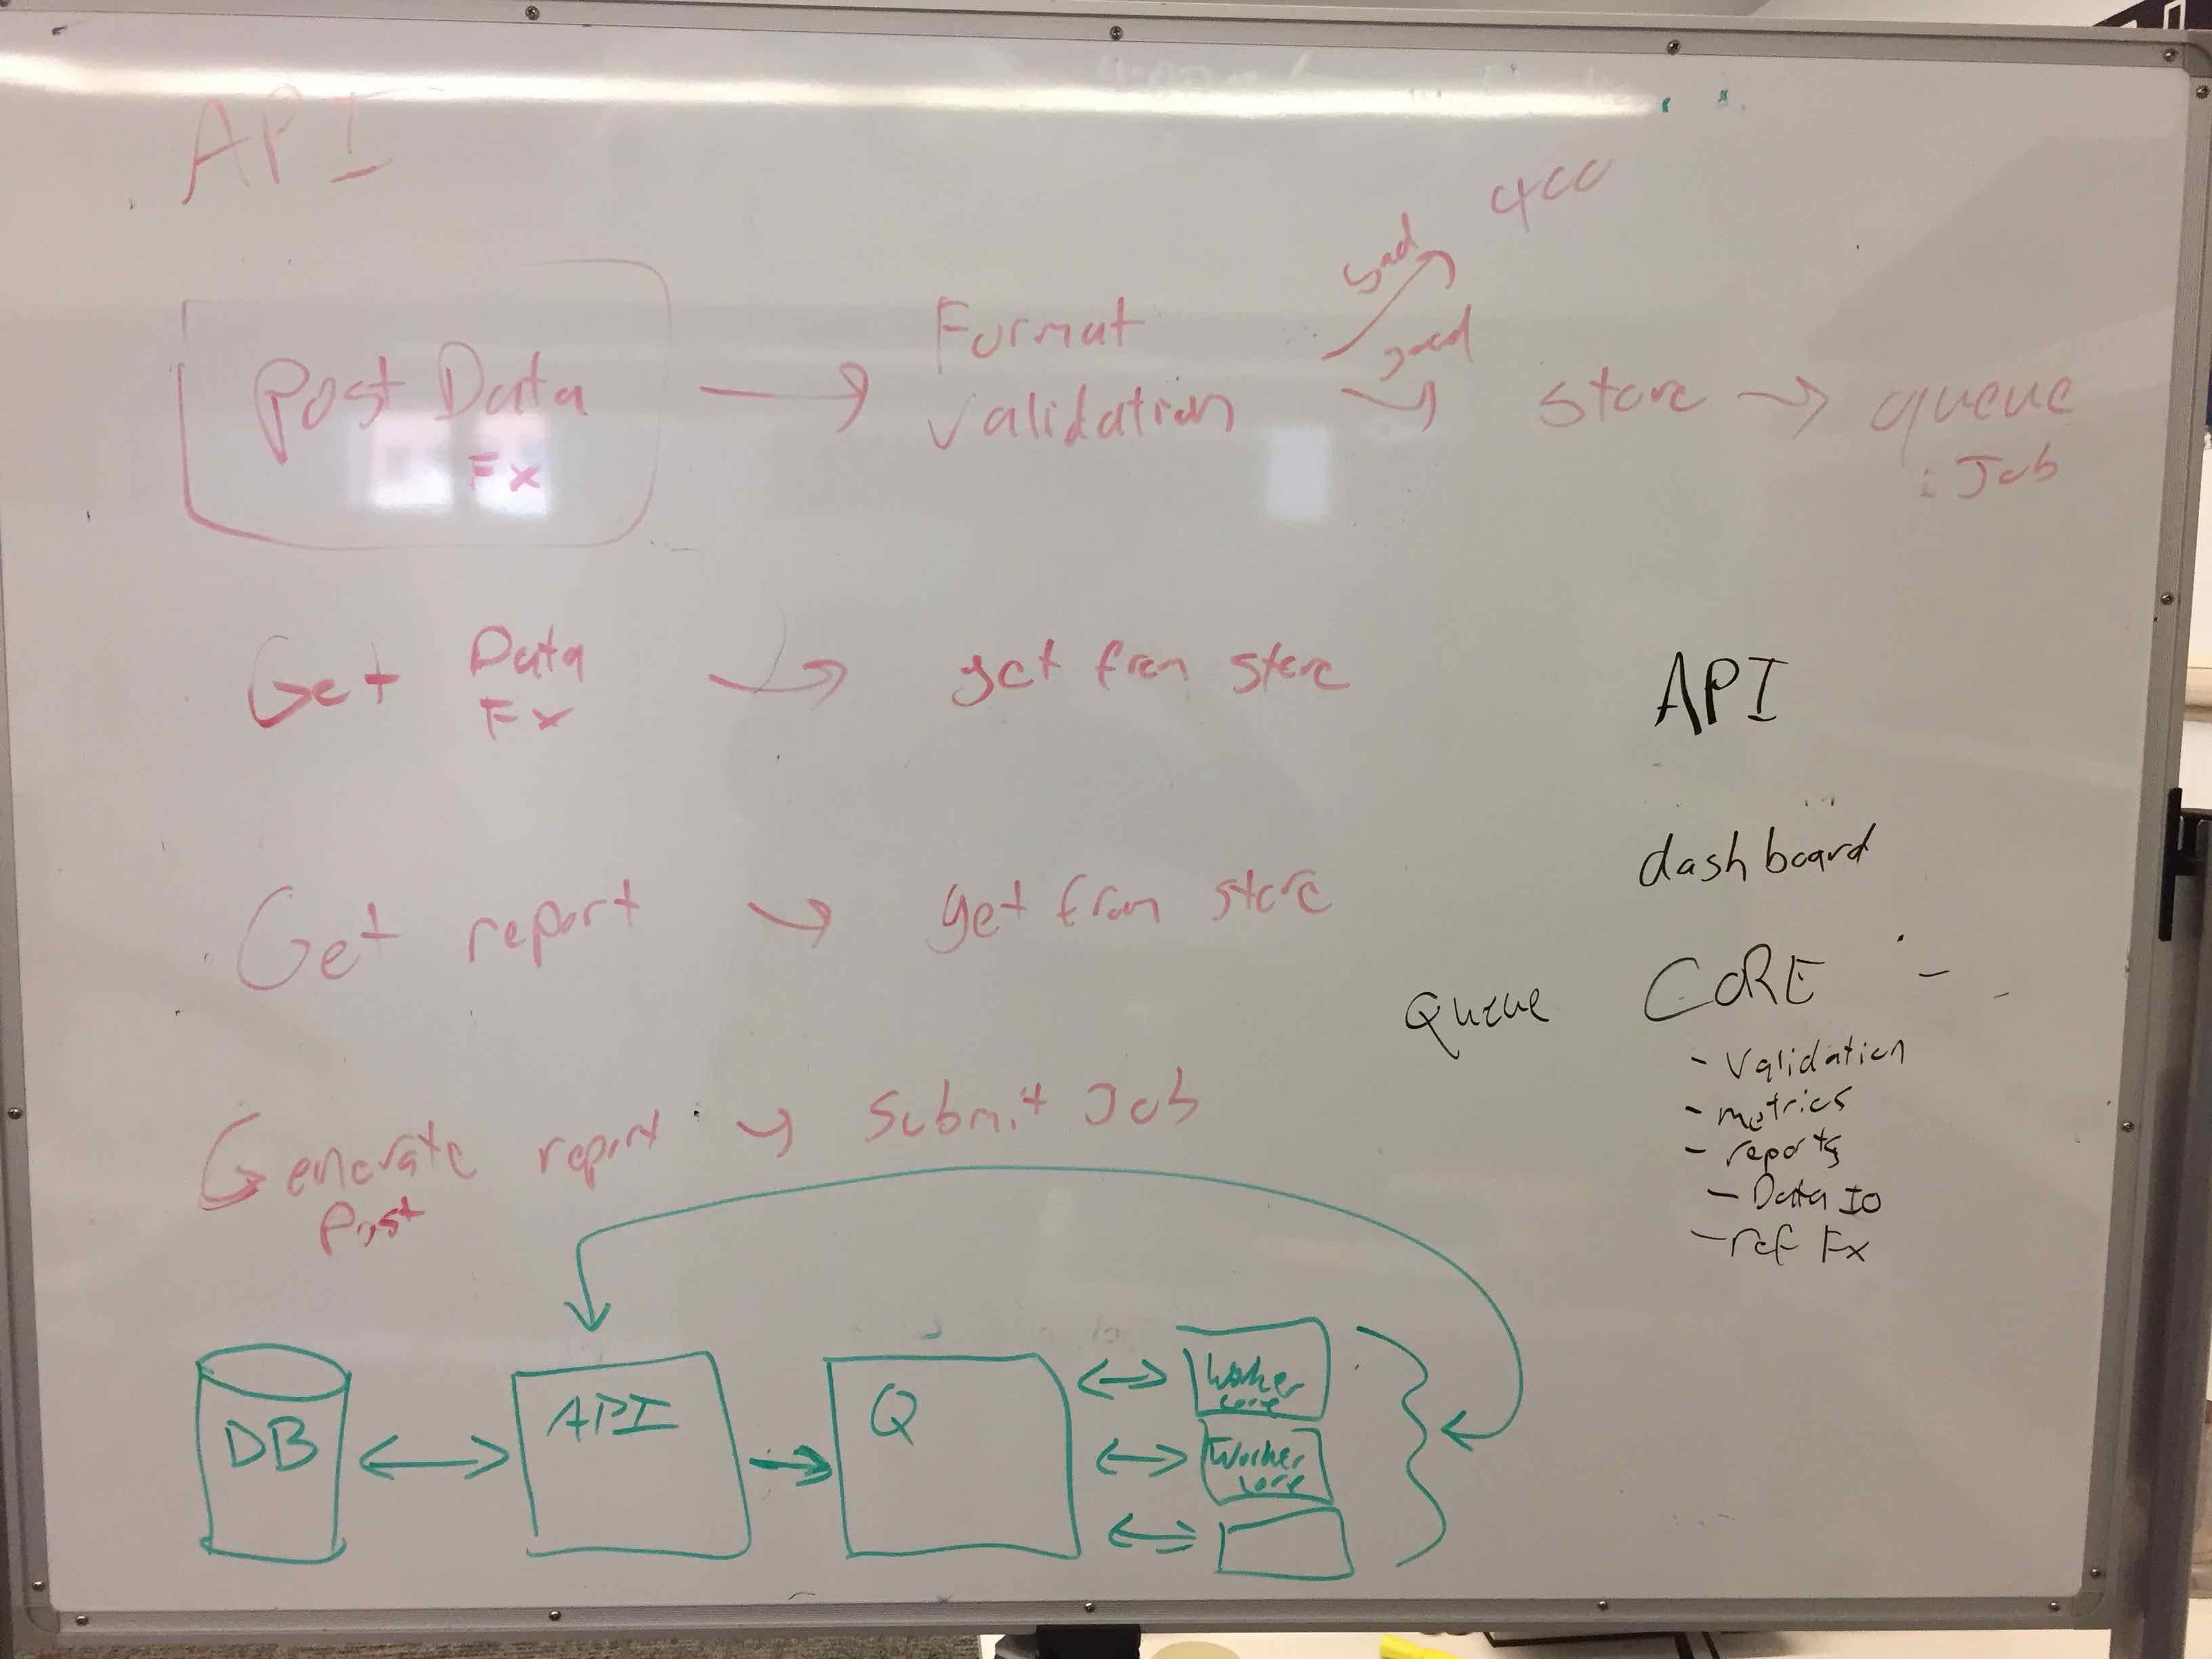 API
bad
400
Post Data
Fx
Format
Validation
good
store
queue
Job
Get Data
Fx
get from store
API
dashboard
Get report
get from store
Queue
CORE
- Validation
- metrics
- reports
- Data IO
- ref Fx
Generate report
Post
Submit Job
DB
API
Q
Worker
core
Worker
core